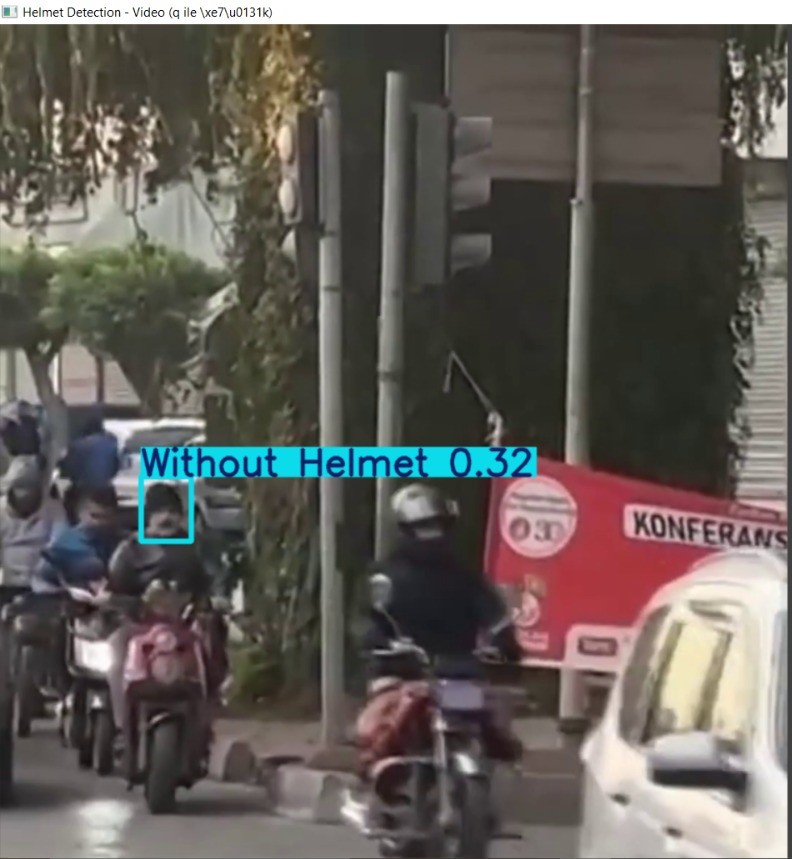 Helmet Detection - Video (q ile \xe7\u0131k)
Without Helmet 0.32
KONFERANS